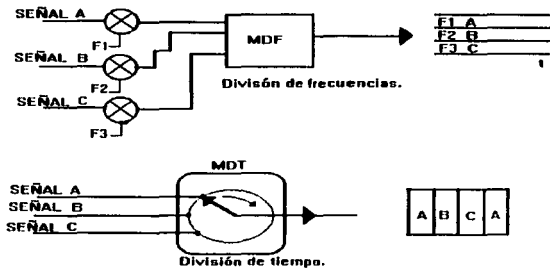 SEÑAL A
F1
SEÑAL B
F2
SEÑAL C
F3
MDF
Divisón de frecuencias.
F1 A
F2 B
F3 C
t
MDT
SEÑAL A
SEÑAL B
SEÑAL C
División de tiempo.
A B C A